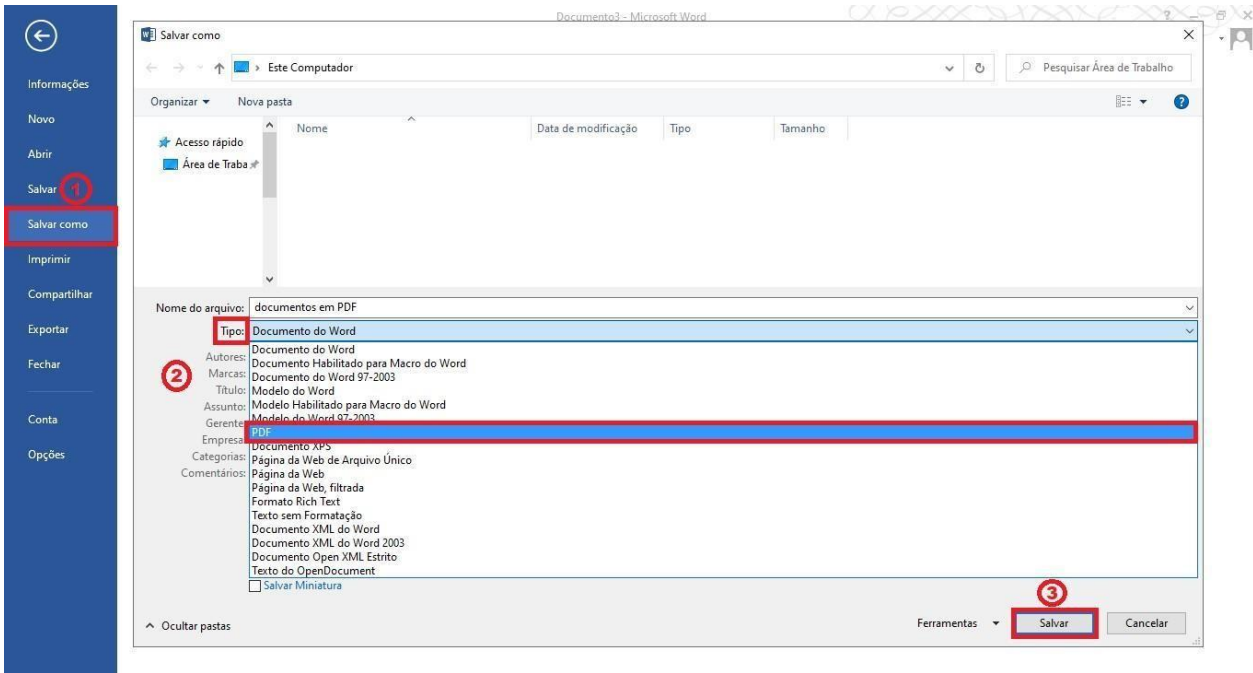 Documento3 - Microsoft Word
Salvar como
Este Computador
Pesquisar Área de Trabalho
Organizar
Nova pasta
Nome
Data de modificação
Tipo
Tamanho
Acesso rápido
Área de Traba
Informações
Novo
Abrir
Salvar
1
Salvar como
Imprimir
Compartilhar
Exportar
Fechar
Conta
Opções
Nome do arquivo: documentos em PDF
Tipo: Documento do Word
2
Autores:
Marcas:
Título:
Assunto:
Gerente
Empresa
Categorias:
Comentários:
Documento do Word
Documento Habilitado para Macro do Word
Documento do Word 97-2003
Modelo do Word
Modelo Habilitado para Macro do Word
Modelo do Word 97-2003
PDF
Documento XPS
Página da Web de Arquivo Único
Página da Web
Página da Web, filtrada
Formato Rich Text
Texto sem Formatação
Documento XML do Word
Documento XML do Word 2003
Documento Open XML Estrito
Texto do OpenDocument
Salvar Miniatura
3
Ocultar pastas
Ferramentas
Salvar
Cancelar